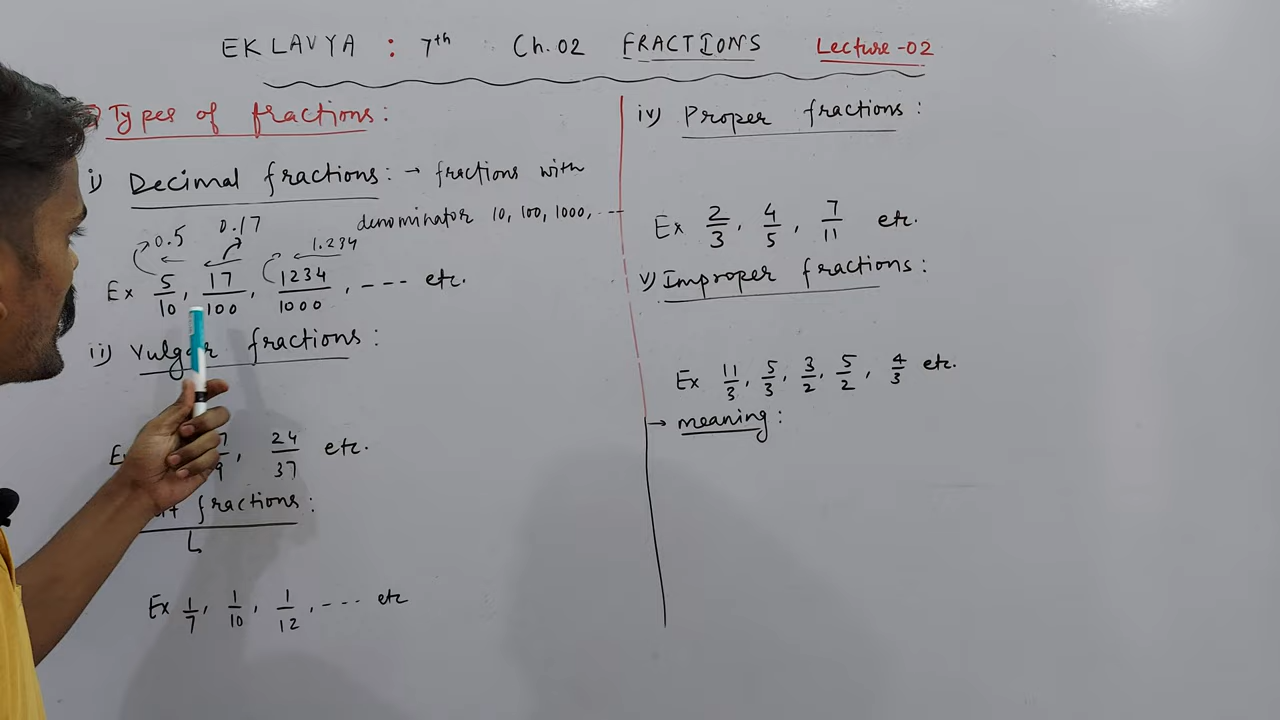 EKLAVYA : 7th Ch.02 FRACTIONS Lecture-02
Types of fractions:
i) Decimal fractions: → fractions with
denominator 10, 100, 1000, ---
0.5 0.17 1.234
Ex 5/10, 17/100, 1234/1000, ---- etc.
ii) Vulgar fractions:
24/37 etc.
fractions:
Ex 1/7, 1/10, 1/12, ---- etc
iv) Proper fractions:
Ex 2/3, 4/5, 7/11 etc.
v) Improper fractions:
Ex 11/3, 5/3, 3/2, 5/2, 4/3 etc.
→ meaning: